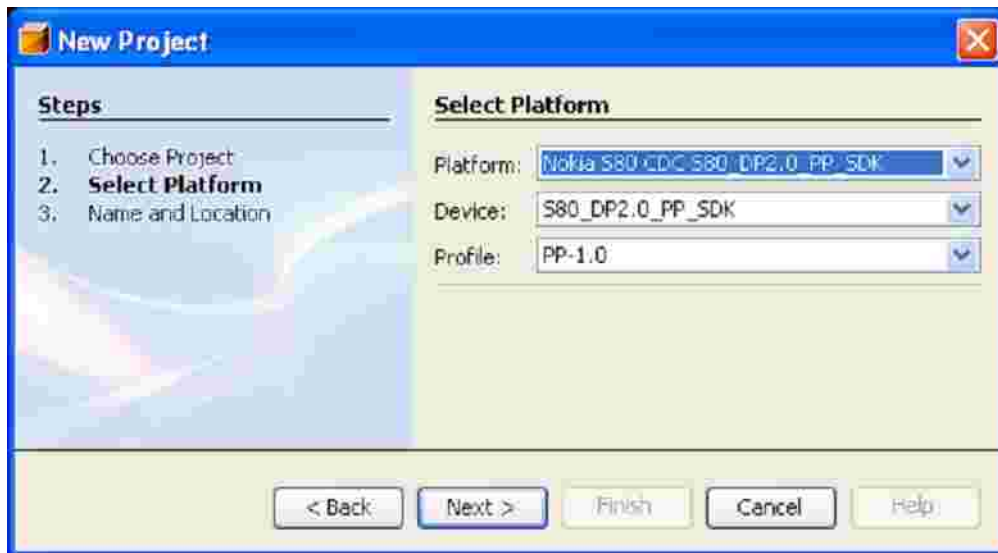 New Project
Steps
1. Choose Project
2. Select Platform
3. Name and Location
Select Platform
Platform: Nokia S80 CDC S80_DP2.0_PP_SDK
Device: S80_DP2.0_PP_SDK
Profile: PP-1.0
< Back Next > Finish Cancel Help